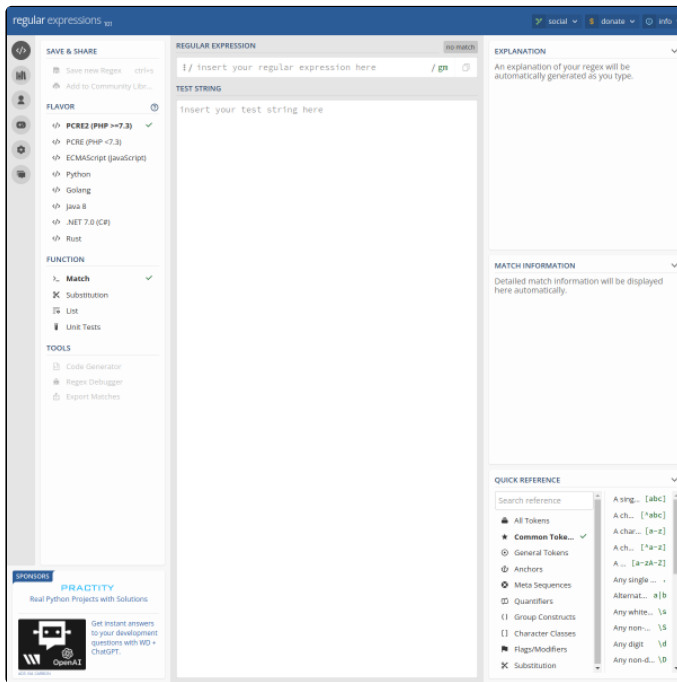 regular expressions 101
social
$ donate
info
SAVE & SHARE
Save new Regex ctrl+s
Add to Community Libr...
FLAVOR
</> PCRE2 (PHP >=7.3)
</> PCRE (PHP <7.3)
</> ECMAScript (JavaScript)
</> Python
</> Golang
</> Java 8
</> .NET 7.0 (C#)
</> Rust
FUNCTION
>_ Match
Substitution
List
Unit Tests
TOOLS
Code Generator
Regex Debugger
Export Matches
SPONSORS
PRACTITY
Real Python Projects with Solutions
OpenAI
Get instant answers
to your development
questions with WD +
ChatGPT.
ADS VIA CARBON
REGULAR EXPRESSION
no match
⋮/ insert your regular expression here / gm
TEST STRING
insert your test string here
EXPLANATION
An explanation of your regex will be
automatically generated as you type.
MATCH INFORMATION
Detailed match information will be displayed
here automatically.
QUICK REFERENCE
Search reference
All Tokens
Common Toke...
General Tokens
Anchors
Meta Sequences
Quantifiers
Group Constructs
Character Classes
Flags/Modifiers
Substitution
A sing... [abc]
A ch... [^abc]
A char... [a-z]
A ch... [^a-z]
A ... [a-zA-Z]
Any single ... .
Alternat... a|b
Any white... \s
Any non-... \S
Any digit \d
Any non-d... \D